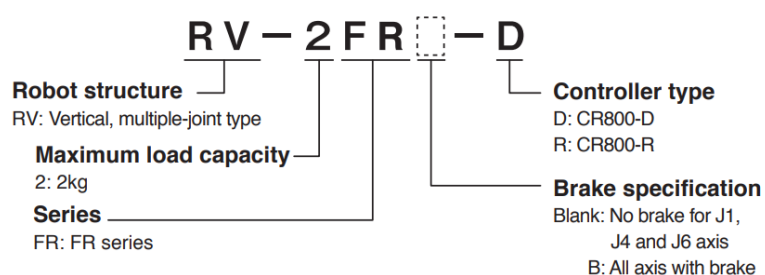 RV-2FR-D
Robot structure
RV: Vertical, multiple-joint type
Maximum load capacity
2: 2kg
Series
FR: FR series
Controller type
D: CR800-D
R: CR800-R
Brake specification
Blank: No brake for J1,
J4 and J6 axis
B: All axis with brake